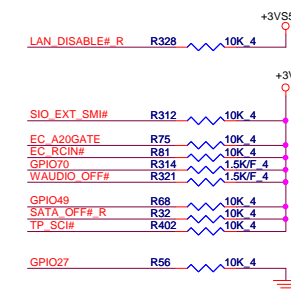 +3VS5
LAN_DISABLE#_R R328 10K_4
+3V
SIO_EXT_SMI# R312 10K_4
EC_A20GATE R75 10K_4
EC_RCIN# R81 10K_4
GPIO70 R314 1.5K/F_4
WAUDIO_OFF# R321 1.5K/F_4
GPIO49 R68 10K_4
SATA_OFF#_R R32 10K_4
TP_SCI# R402 10K_4
GPIO27 R56 10K_4